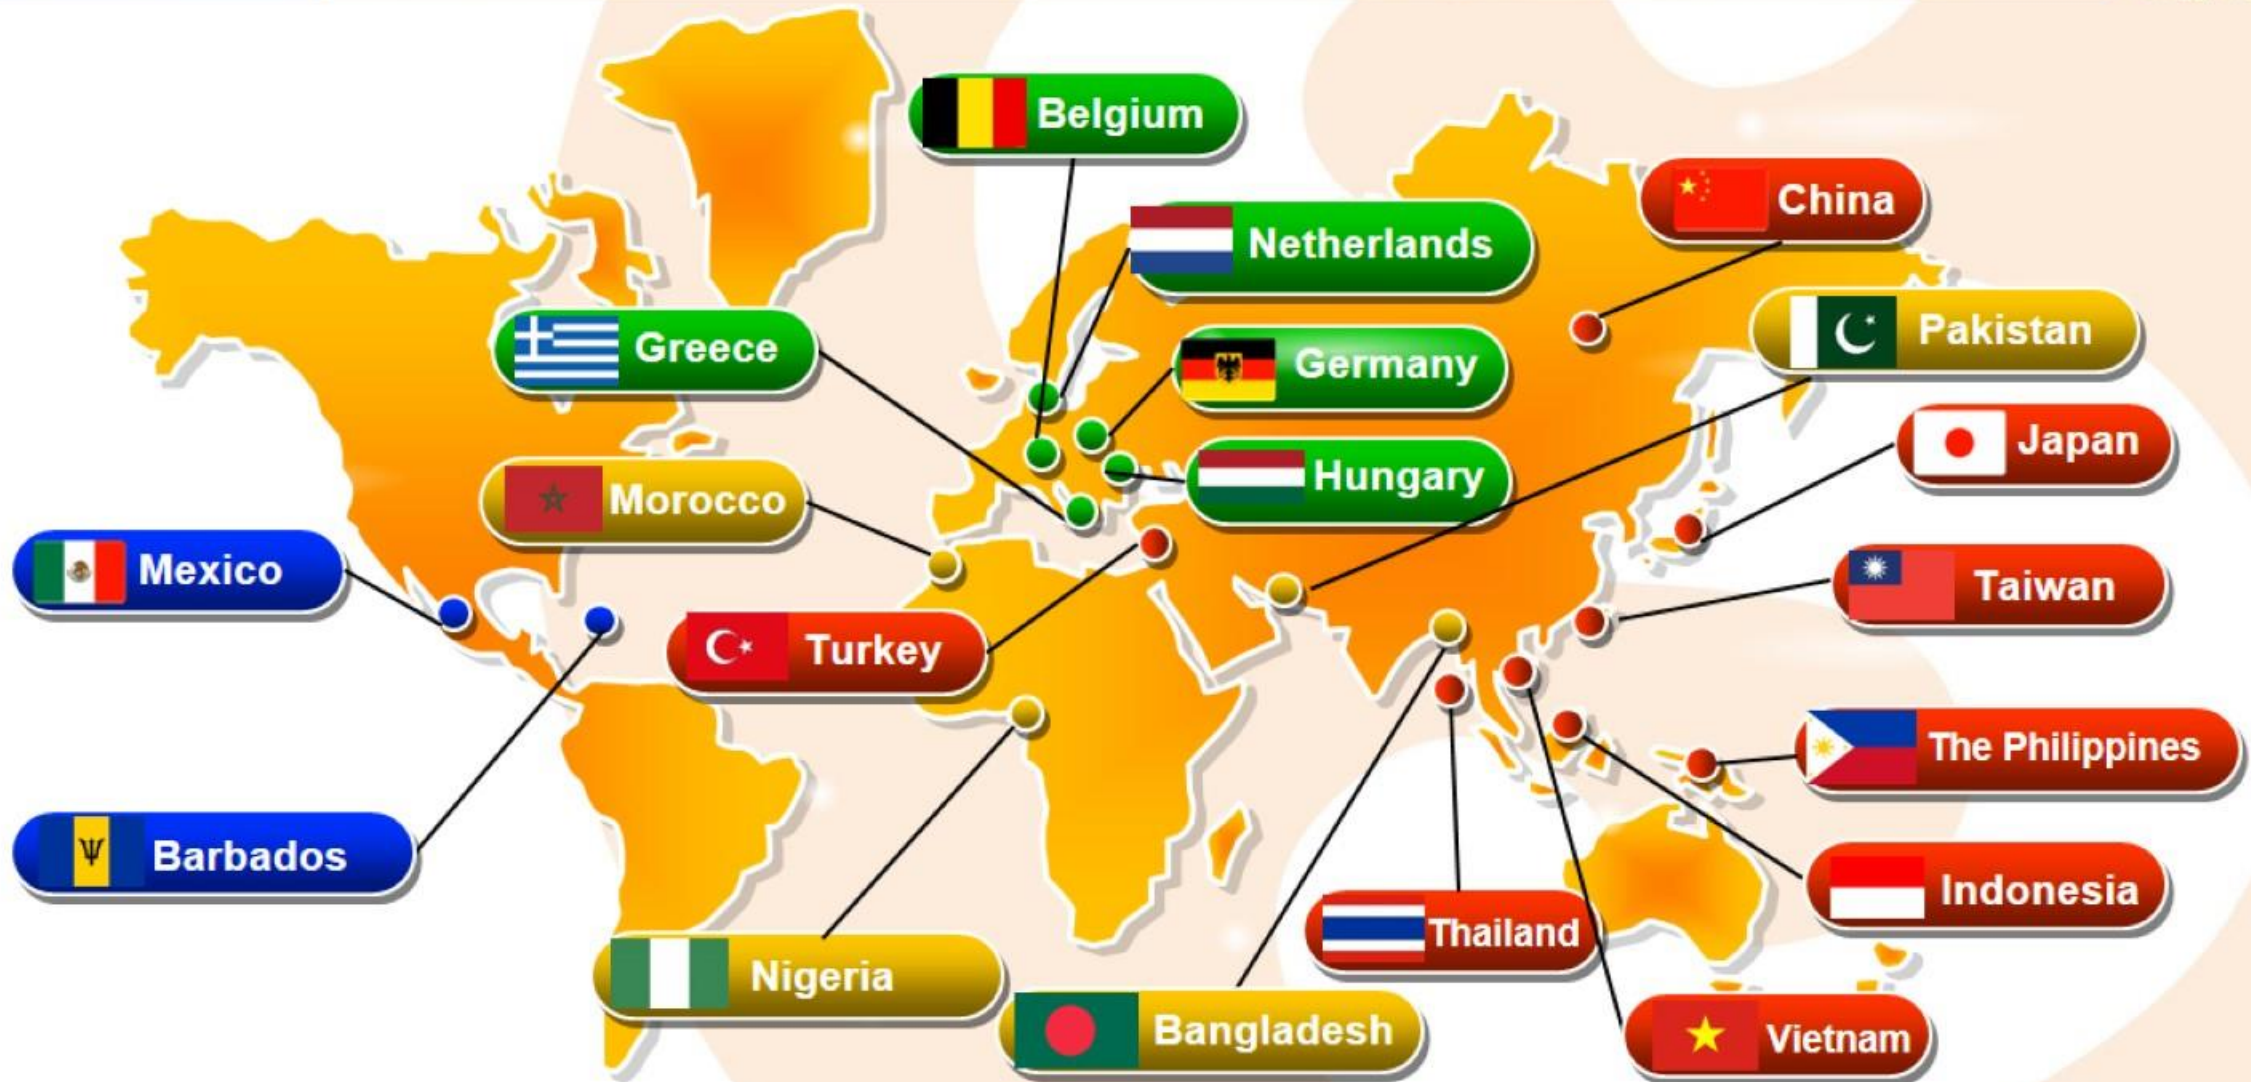 Belgium
China
Netherlands
Pakistan
Greece
Germany
Japan
Hungary
Morocco
Mexico
Taiwan
Turkey
The Philippines
Barbados
Indonesia
Thailand
Nigeria
Bangladesh
Vietnam